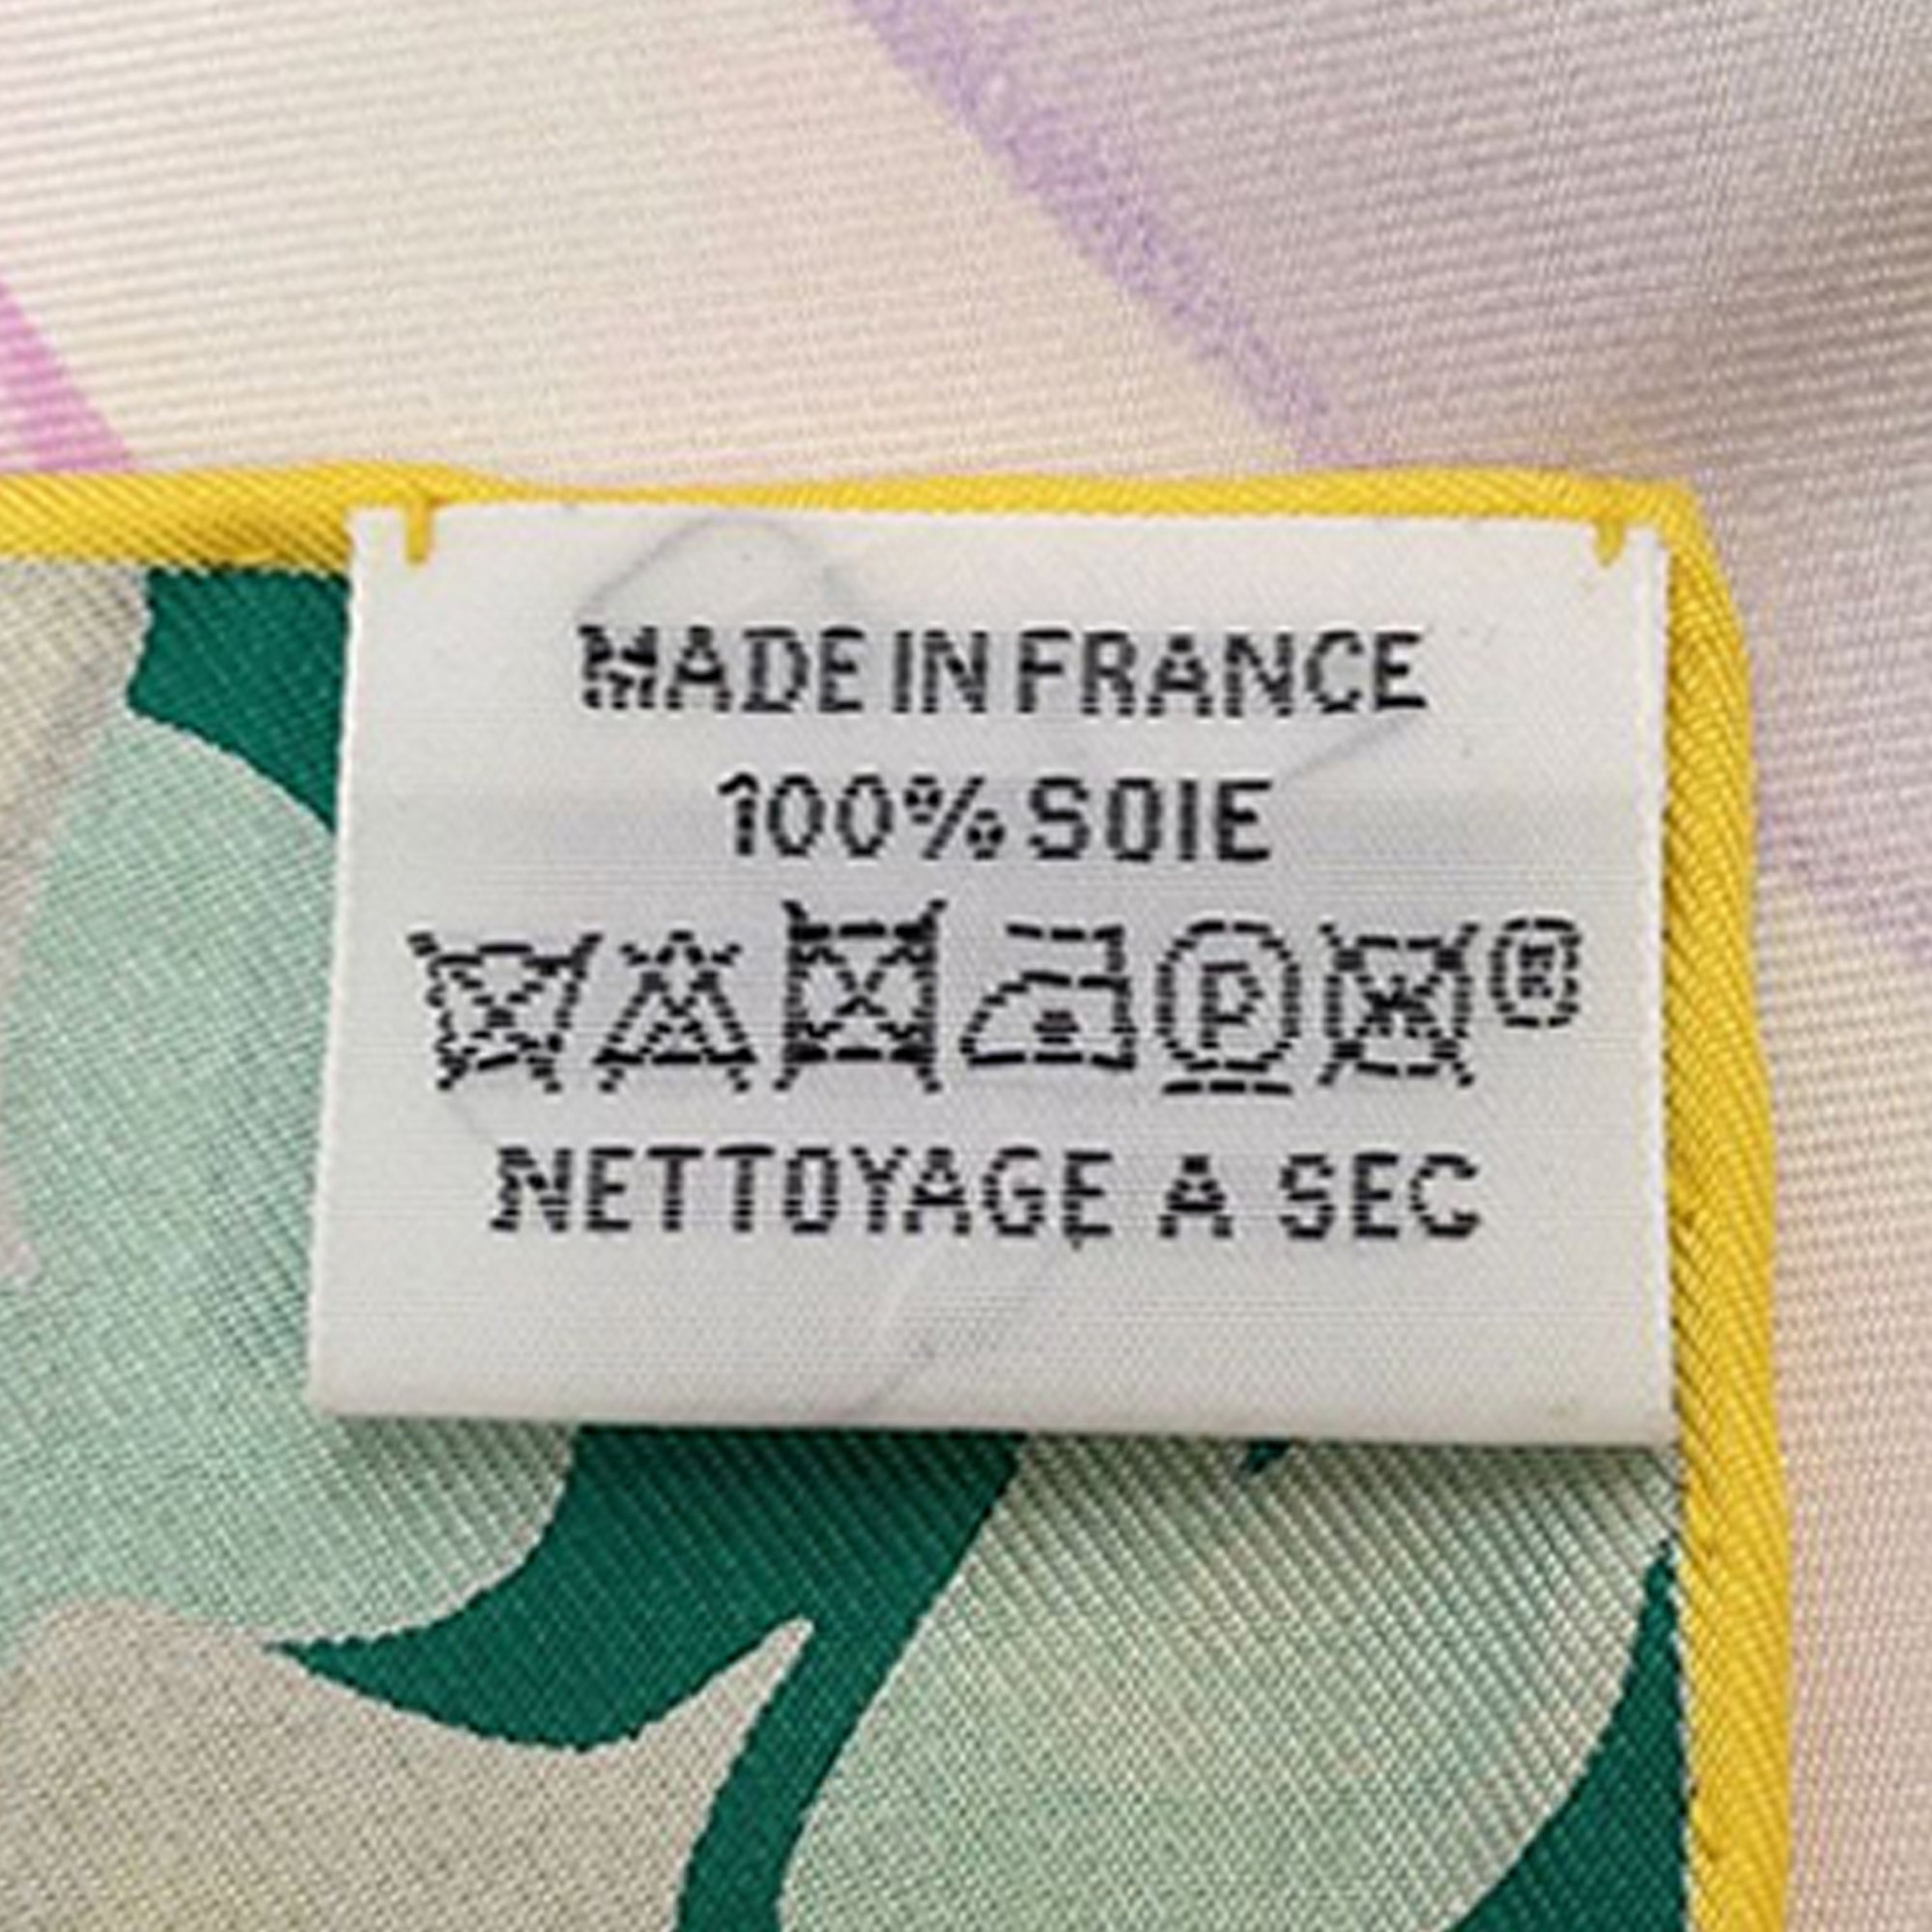 MADE IN FRANCE
100% SOIE
P ®
NETTOYAGE A SEC